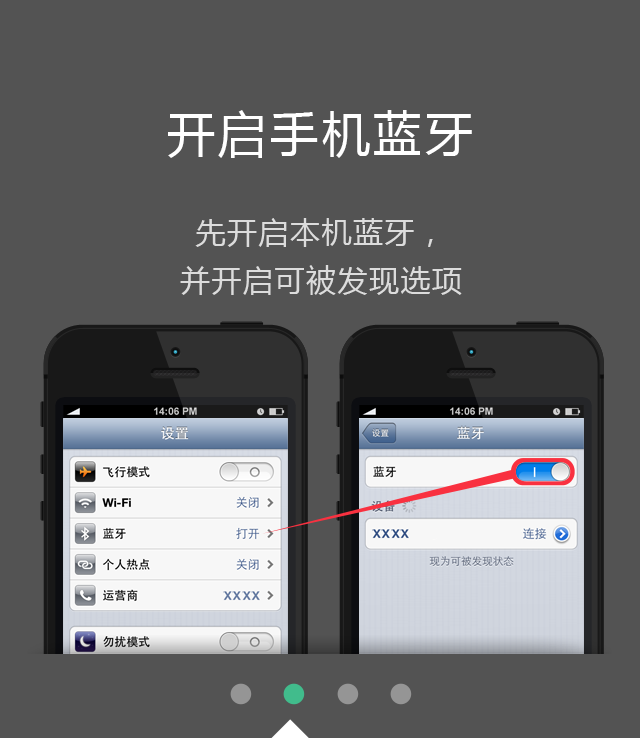 开启手机蓝牙
先开启本机蓝牙，
并开启可被发现选项
14:06 PM
设置
飞行模式
Wi-Fi 关闭
蓝牙 打开
个人热点 关闭
运营商 XXXX
勿扰模式
14:06 PM
设置 蓝牙
蓝牙
设备
XXXX 连接
现为可被发现状态